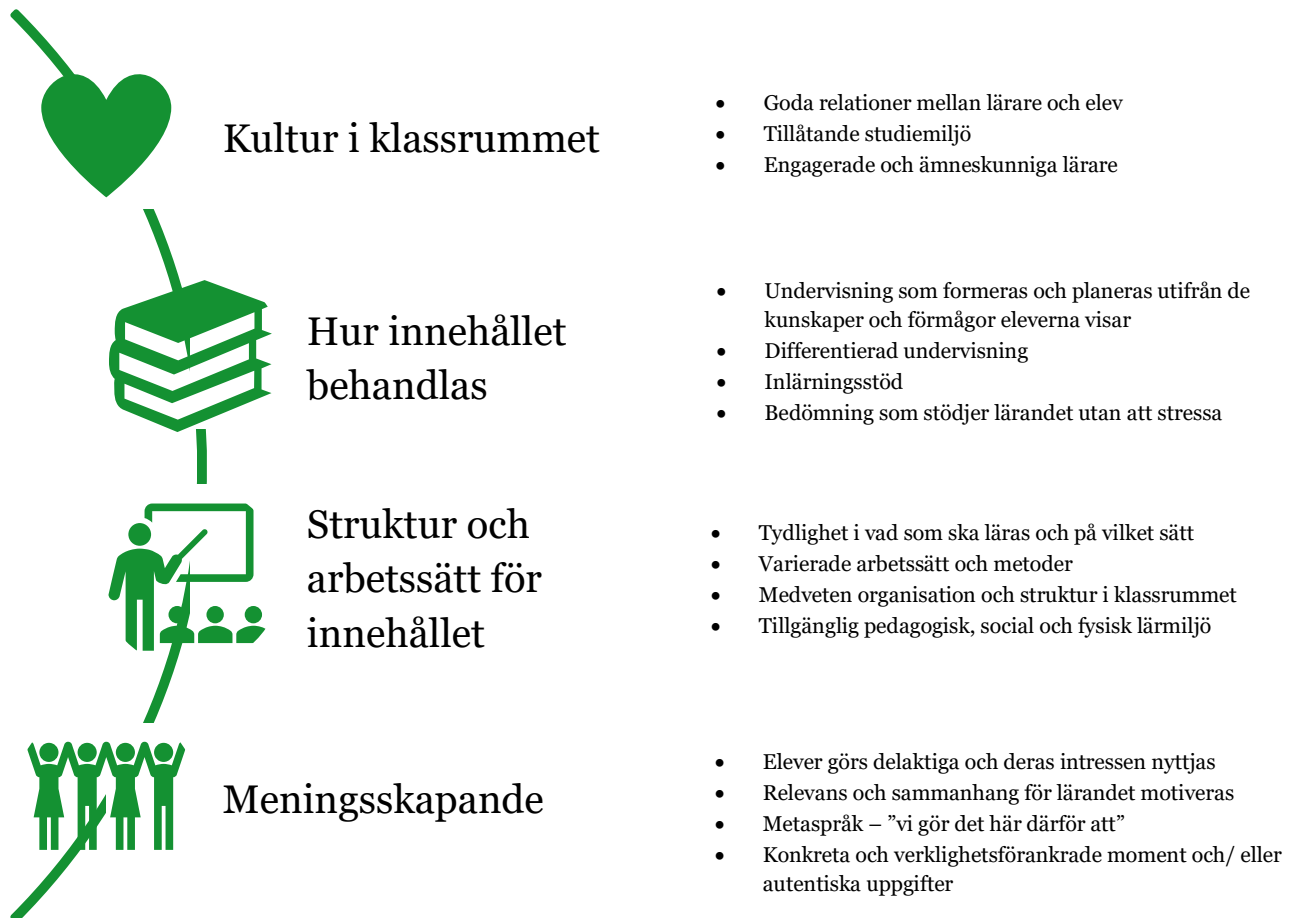 Kultur i klassrummet
• Goda relationer mellan lärare och elev
• Tillåtande studiemiljö
• Engagerade och ämneskunniga lärare
Hur innehållet
behandlas
• Undervisning som formeras och planeras utifrån de
kunskaper och förmågor eleverna visar
• Differentierad undervisning
• Inlärningsstöd
• Bedömning som stödjer lärandet utan att stressa
Struktur och
arbetssätt för
innehållet
• Tydlighet i vad som ska läras och på vilket sätt
• Varierade arbetssätt och metoder
• Medveten organisation och struktur i klassrummet
• Tillgänglig pedagogisk, social och fysisk lärmiljö
Meningsskapande
• Elever görs delaktiga och deras intressen nyttjas
• Relevans och sammanhang för lärandet motiveras
• Metaspråk – ”vi gör det här därför att”
• Konkreta och verklighetsförankrade moment och/ eller
autentiska uppgifter